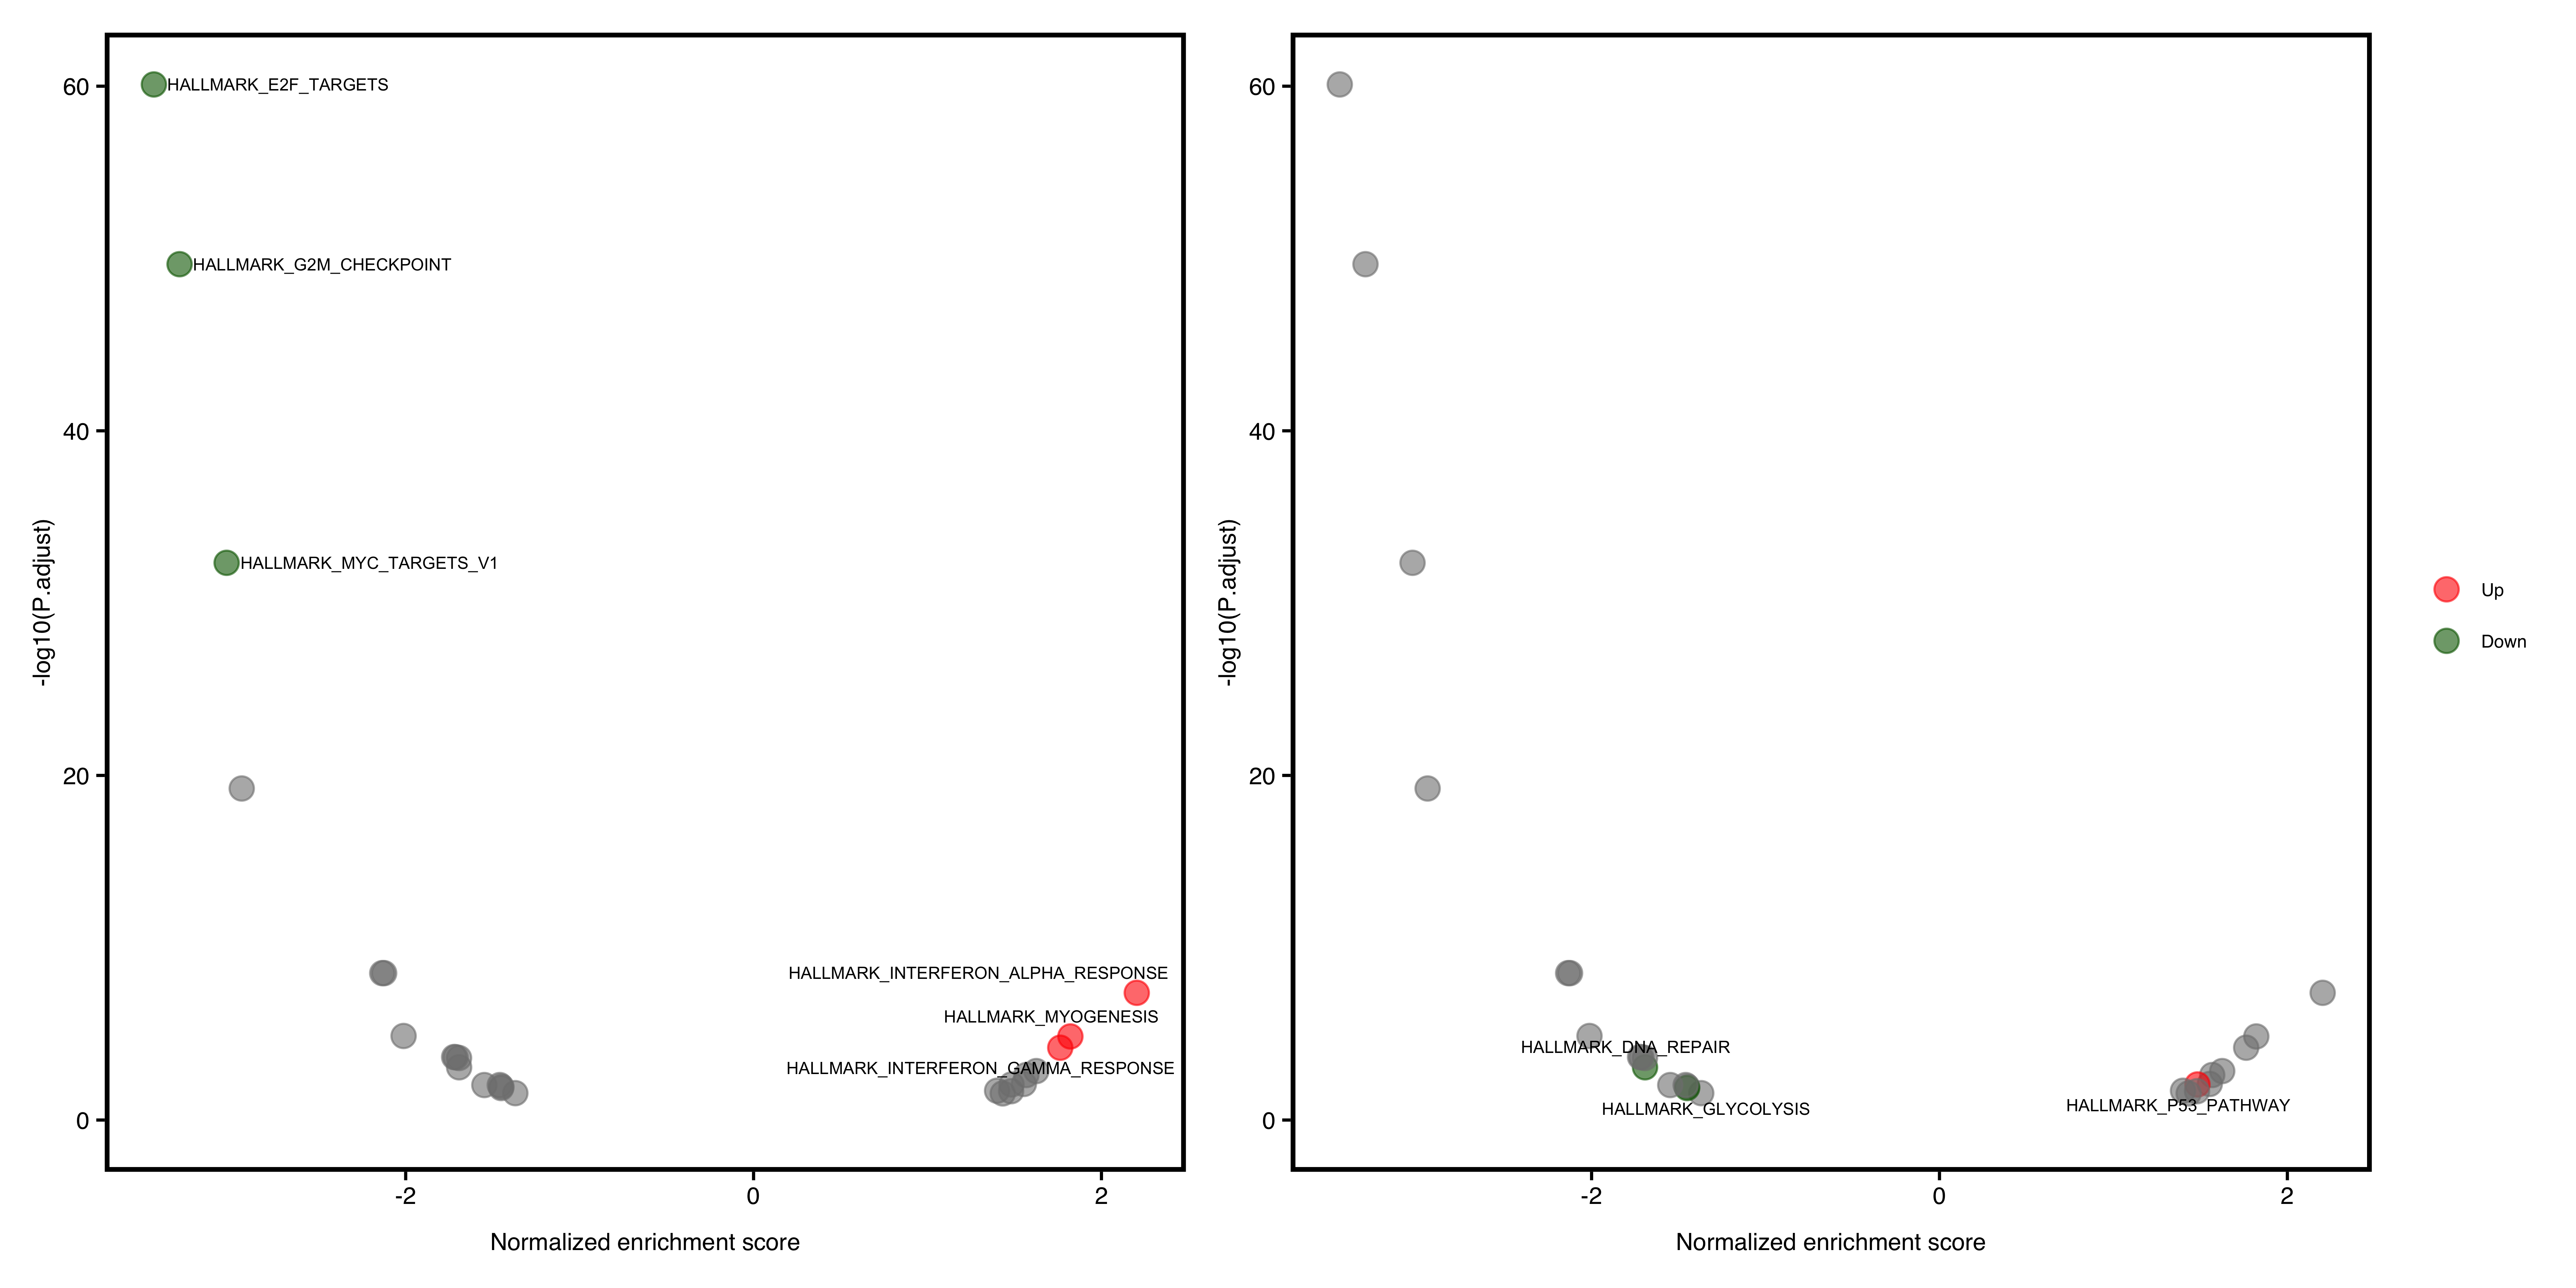 60
HALLMARK_E2F_TARGETS
HALLMARK_G2M_CHECKPOINT
40
HALLMARK_MYC_TARGETS_V1
-log10(P.adjust)
20
HALLMARK_INTERFERON_ALPHA_RESPONSE
HALLMARK_MYOGENESIS
HALLMARK_INTERFERON_GAMMA_RESPONSE
0
-2 0 2
Normalized enrichment score
60
40
-log10(P.adjust)
20
HALLMARK_DNA_REPAIR
HALLMARK_GLYCOLYSIS
HALLMARK_P53_PATHWAY
0
-2 0 2
Normalized enrichment score
Up
Down